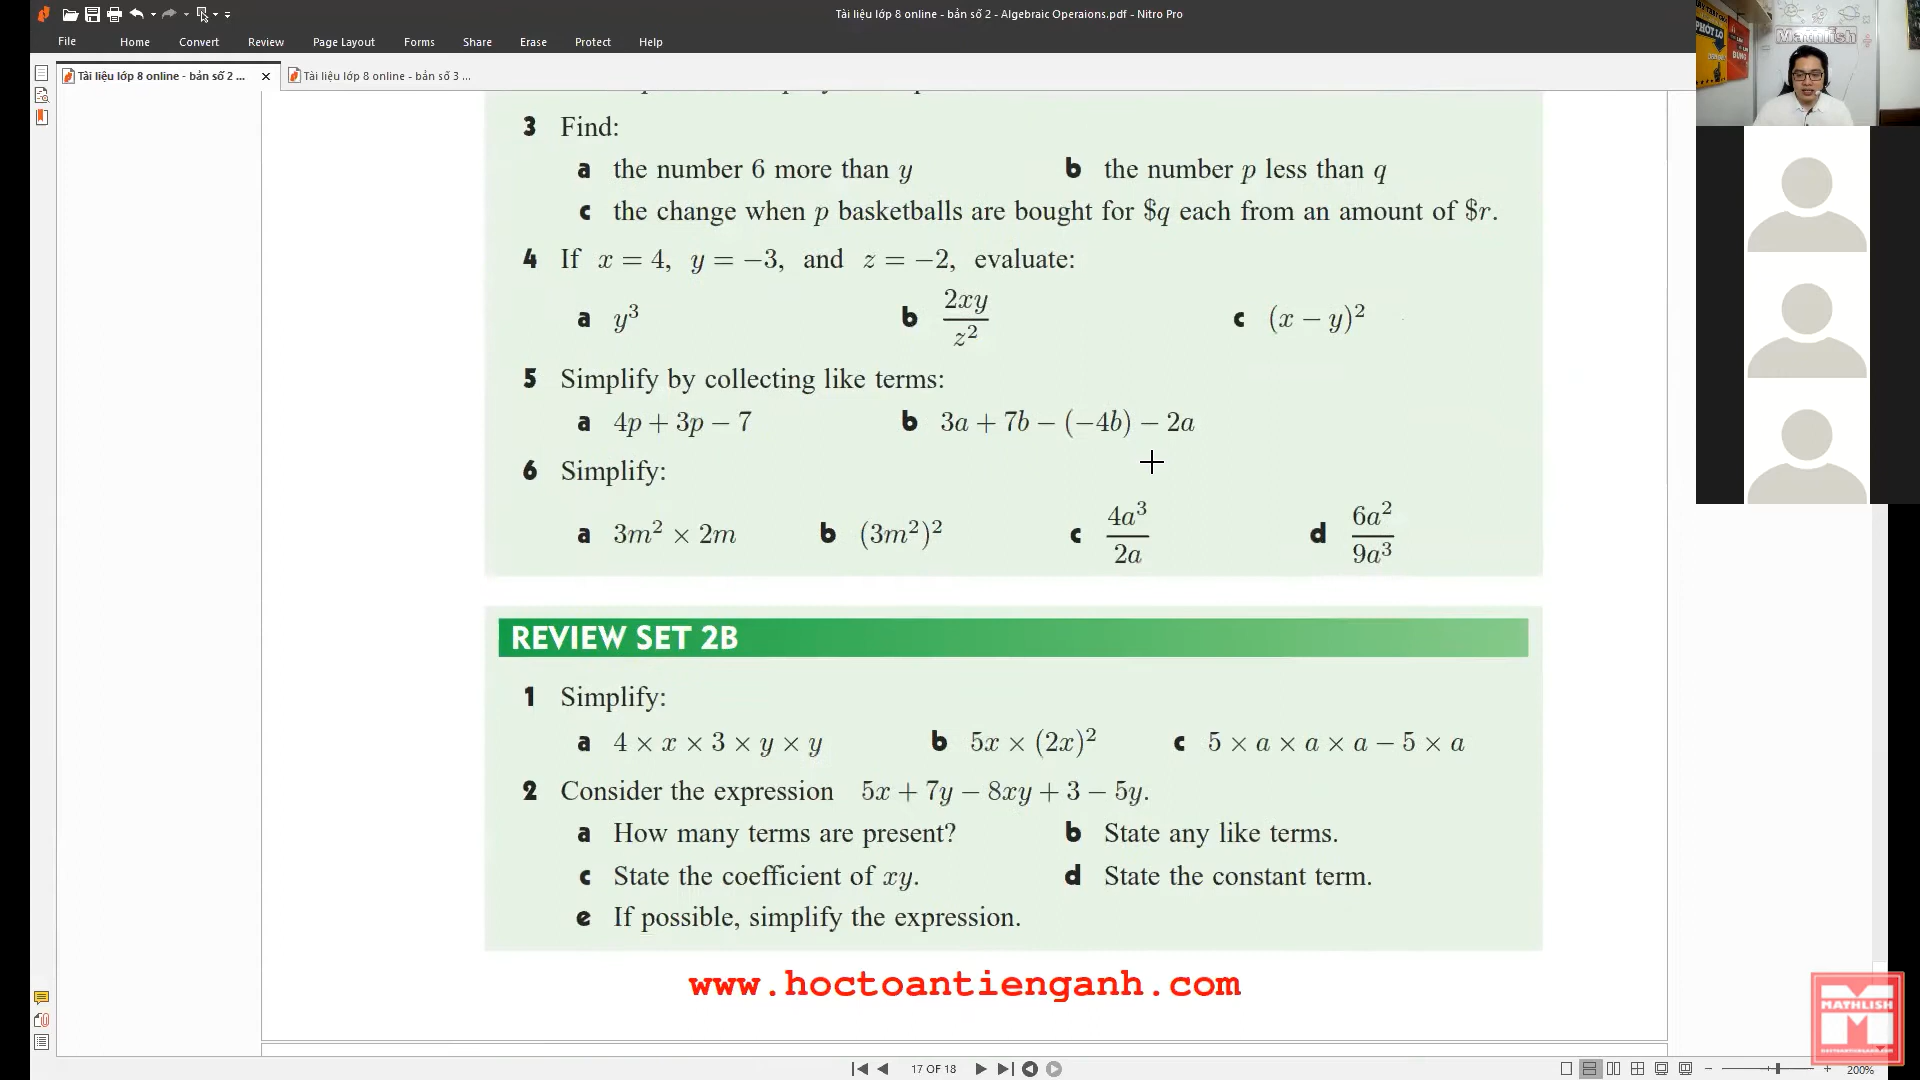 Tài liệu lớp 8 online - bản số 2 - Algebraic Operaions.pdf - Nitro Pro
File Home Convert Review Page Layout Forms Share Erase Protect Help
Tài liệu lớp 8 online - bản số 2 ... × Tài liệu lớp 8 online - bản số 3 ...
3 Find:
a the number 6 more than y b the number p less than q
c the change when p basketballs are bought for $q each from an amount of $r.
4 If x = 4, y = −3, and z = −2, evaluate:
a y³ b 2xy/z² c (x − y)²
5 Simplify by collecting like terms:
a 4p + 3p − 7 b 3a + 7b − (−4b) − 2a
6 Simplify:
a 3m² × 2m b (3m²)² c 4a³/2a d 6a²/9a³
REVIEW SET 2B
1 Simplify:
a 4 × x × 3 × y × y b 5x × (2x)² c 5 × a × a × a − 5 × a
2 Consider the expression 5x + 7y − 8xy + 3 − 5y.
a How many terms are present? b State any like terms.
c State the coefficient of xy. d State the constant term.
e If possible, simplify the expression.
www.hoctoantienganh.com
MATHLISH
17 OF 18
200%
Mathlish